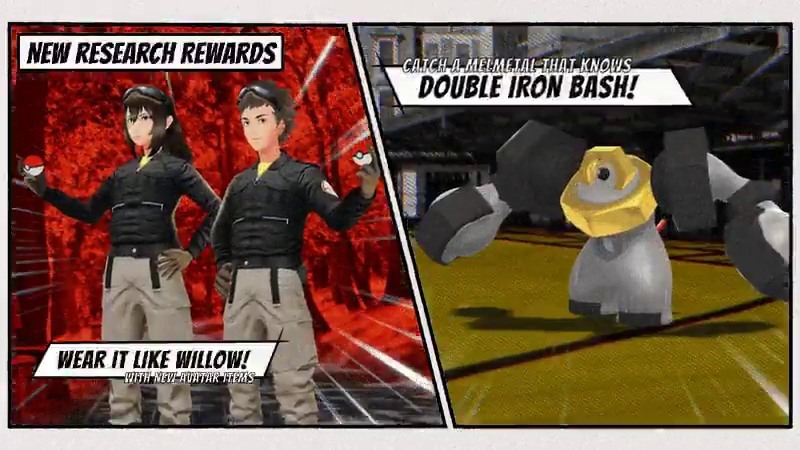 NEW RESEARCH REWARDS
WEAR IT LIKE WILLOW!
WITH NEW AVATAR ITEMS
CATCH A MELMETAL THAT KNOWS
DOUBLE IRON BASH!